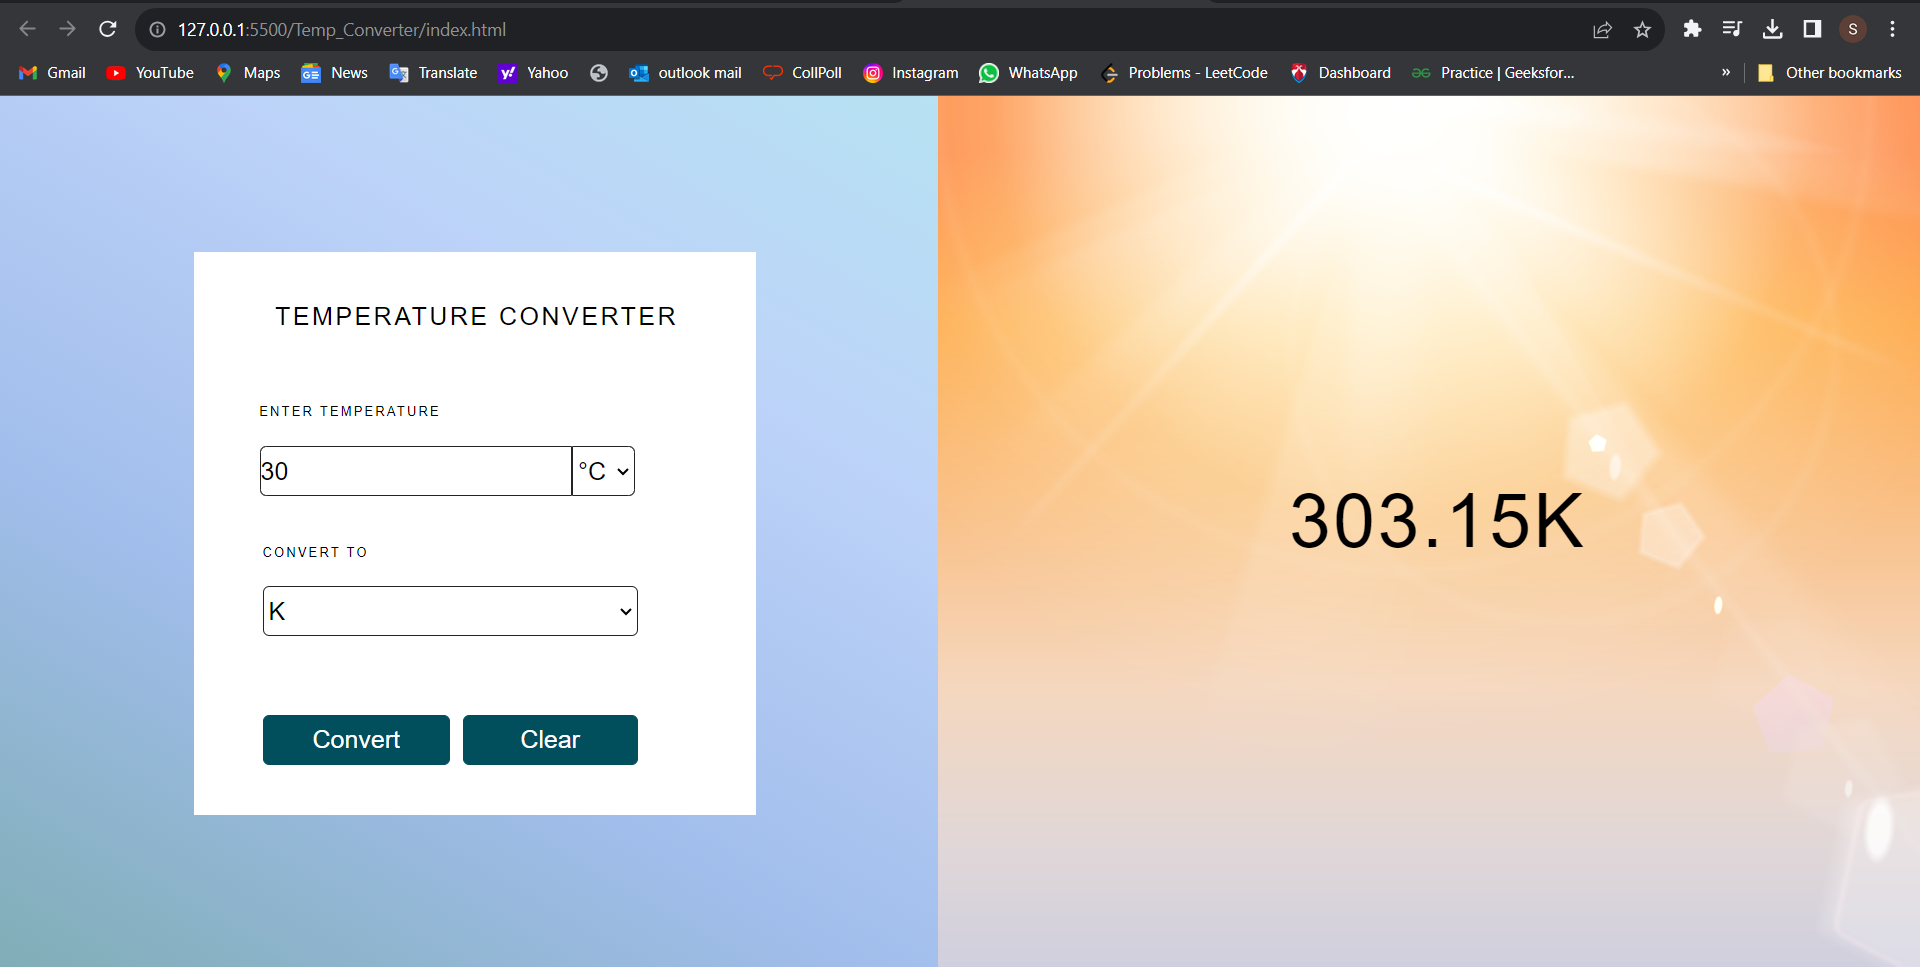 127.0.0.1:5500/Temp_Converter/index.html
S
Gmail YouTube Maps News Translate Yahoo outlook mail CollPoll Instagram WhatsApp Problems - LeetCode Dashboard Practice | Geeksfor... » Other bookmarks
TEMPERATURE CONVERTER
ENTER TEMPERATURE
30 °C
CONVERT TO
K
Convert Clear
303.15K